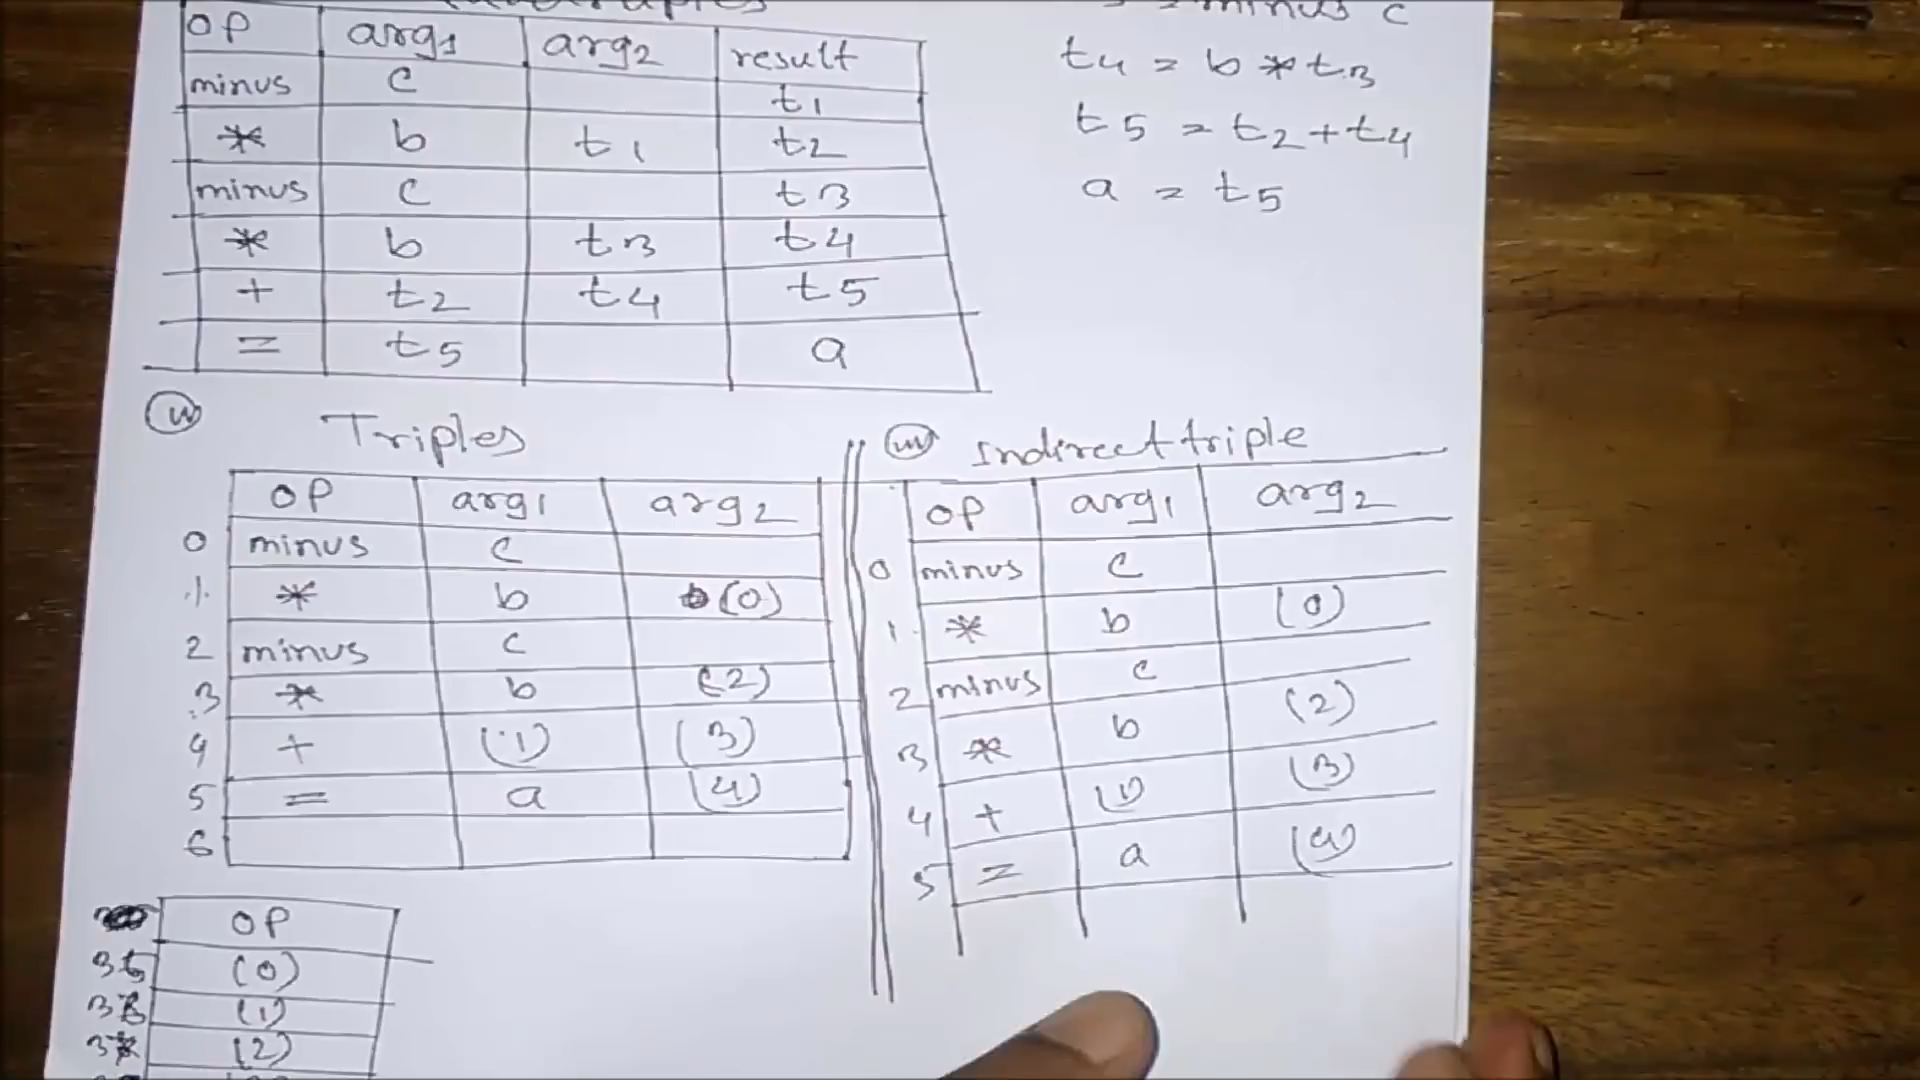 op arg1 arg2 result
minus c t1
* b t1 t2
minus c t3
* b t3 t4
+ t2 t4 t5
= t5 a
minus c
t4 = b * t3
t5 = t2 + t4
a = t5
Triples
op arg1 arg2
0 minus c
1 * b (0)
2 minus c
3 * b (2)
4 + (1) (3)
5 = a (4)
6
Indirect triple
op arg1 arg2
0 minus c
1 * b (0)
2 minus c
3 * b (2)
4 + (1) (3)
5 = a (4)
op
35 (0)
(1)
(2)